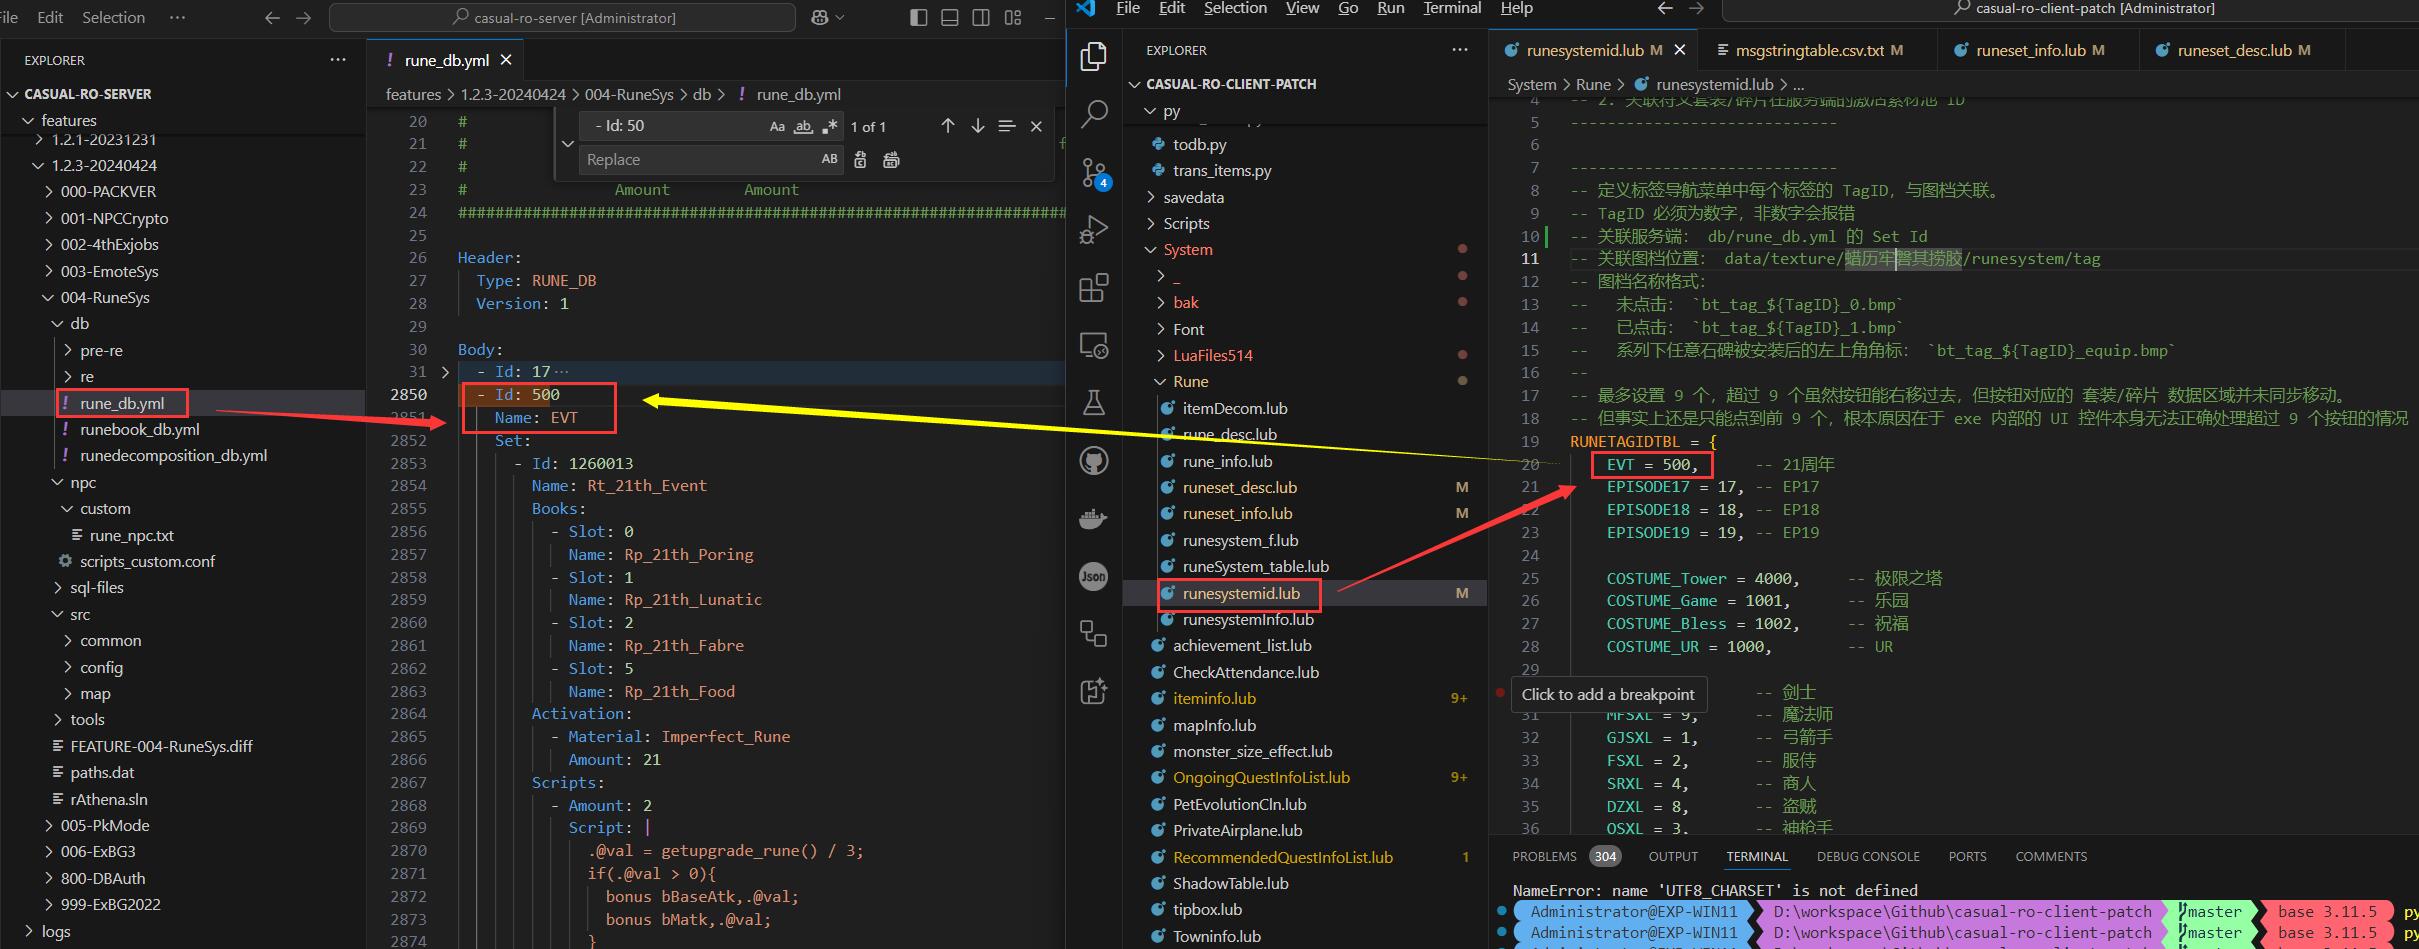 File Edit Selection ··· casual-ro-server [Administrator]
EXPLORER ···
CASUAL-RO-SERVER
features
1.2.1-20231231
1.2.3-20240424
000-PACKVER
001-NPCCrypto
002-4thExjobs
003-EmoteSys
004-RuneSys
db
pre-re
re
! rune_db.yml
! runebook_db.yml
! runedecomposition_db.yml
npc
custom
rune_npc.txt
scripts_custom.conf
sql-files
src
common
config
map
tools
FEATURE-004-RuneSys.diff
paths.dat
rAthena.sln
005-PkMode
006-ExBG3
800-DBAuth
999-ExBG2022
logs
! rune_db.yml ×
features > 1.2.3-20240424 > 004-RuneSys > db > ! rune_db.yml
- Id: 50 Aa ab .* 1 of 1
Replace AB
20 #
21 #
22 #
23 # Amount Amount
24 ##################################################################
25
26 Header:
27 Type: RUNE_DB
28 Version: 1
29
30 Body:
31 - Id: 17 ···
2850 - Id: 500
2851 Name: EVT
2852 Set:
2853 - Id: 1260013
2854 Name: Rt_21th_Event
2855 Books:
2856 - Slot: 0
2857 Name: Rp_21th_Poring
2858 - Slot: 1
2859 Name: Rp_21th_Lunatic
2860 - Slot: 2
2861 Name: Rp_21th_Fabre
2862 - Slot: 5
2863 Name: Rp_21th_Food
2864 Activation:
2865 - Material: Imperfect_Rune
2866 Amount: 21
2867 Scripts:
2868 - Amount: 2
2869 Script: |
2870 .@val = getupgrade_rune() / 3;
2871 if(.@val > 0){
2872 bonus bBaseAtk,.@val;
2873 bonus bMatk,.@val;
2874 }
File Edit Selection View Go Run Terminal Help casual-ro-client-patch [Administrator]
4
Json
EXPLORER ···
CASUAL-RO-CLIENT-PATCH
py
todb.py
trans_items.py
savedata
Scripts
System
_
bak
Font
LuaFiles514
Rune
itemDecom.lub
rune_desc.lub
rune_info.lub
runeset_desc.lub M
runeset_info.lub M
runesystem_f.lub
runeSystem_table.lub
runesystemid.lub M
runesystemInfo.lub
achievement_list.lub
CheckAttendance.lub
iteminfo.lub 9+
mapInfo.lub
monster_size_effect.lub
OngoingQuestInfoList.lub 9+
PetEvolutionCln.lub
PrivateAirplane.lub
RecommendedQuestInfoList.lub 1
ShadowTable.lub
tipbox.lub
Towninfo.lub
runesystemid.lub M × msgstringtable.csv.txt M runeset_info.lub M runeset_desc.lub M
System > Rune > runesystemid.lub > ...
4 -- 2. 关联符文套装/碎片在服务端的激活素材池 ID
5 -----------------------------
6
7 -----------------------------
8 -- 定义标签导航菜单中每个标签的 TagID，与图档关联。
9 -- TagID 必须为数字，非数字会报错
10 -- 关联服务端： db/rune_db.yml 的 Set Id
11 -- 关联图档位置： data/texture/蜡历牢磐其捞胶/runesystem/tag
12 -- 图档名称格式：
13 -- 未点击： `bt_tag_${TagID}_0.bmp`
14 -- 已点击： `bt_tag_${TagID}_1.bmp`
15 -- 系列下任意石碑被安装后的左上角角标： `bt_tag_${TagID}_equip.bmp`
16 --
17 -- 最多设置 9 个，超过 9 个虽然按钮能右移过去，但按钮对应的 套装/碎片 数据区域并未同步移动。
18 -- 但事实上还是只能点到前 9 个，根本原因在于 exe 内部的 UI 控件本身无法正确处理超过 9 个按钮的情况
19 RUNETAGIDTBL = {
20 EVT = 500, -- 21周年
21 EPISODE17 = 17, -- EP17
22 EPISODE18 = 18, -- EP18
23 EPISODE19 = 19, -- EP19
24
25 COSTUME_Tower = 4000, -- 极限之塔
26 COSTUME_Game = 1001, -- 乐园
27 COSTUME_Bless = 1002, -- 祝福
28 COSTUME_UR = 1000, -- UR
29
Click to add a breakpoint -- 剑士
31 MFSXL = 9, -- 魔法师
32 GJSXL = 1, -- 弓箭手
33 FSXL = 2, -- 服侍
34 SRXL = 4, -- 商人
35 DZXL = 8, -- 盗贼
36 QSXL = 3, -- 神枪手
PROBLEMS 304 OUTPUT TERMINAL DEBUG CONSOLE PORTS COMMENTS
NameError: name 'UTF8_CHARSET' is not defined
Administrator@EXP-WIN11 D:\workspace\Github\casual-ro-client-patch master base 3.11.5 py
Administrator@EXP-WIN11 D:\workspace\Github\casual-ro-client-patch master base 3.11.5 py